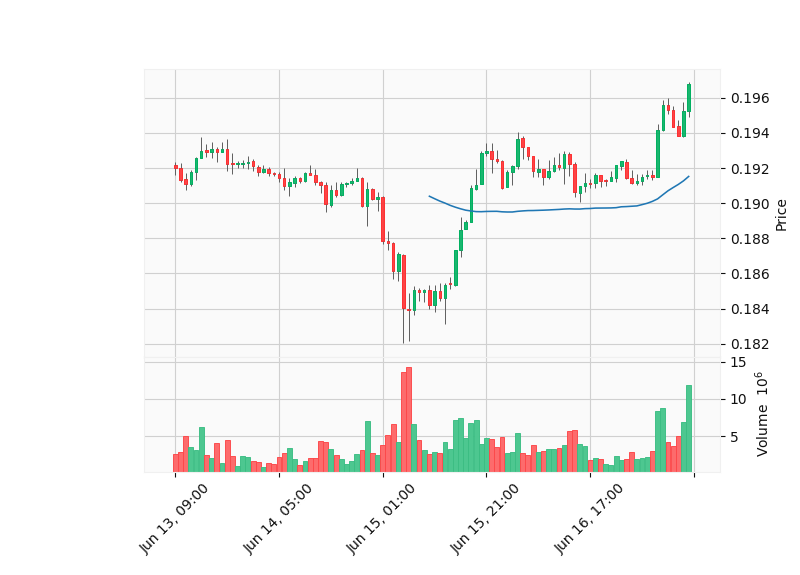 0.196
0.194
0.192
0.190
0.188
0.186
0.184
0.182
Price
15
10
5
Volume 10^6
Jun 13, 09:00
Jun 14, 05:00
Jun 15, 01:00
Jun 15, 21:00
Jun 16, 17:00